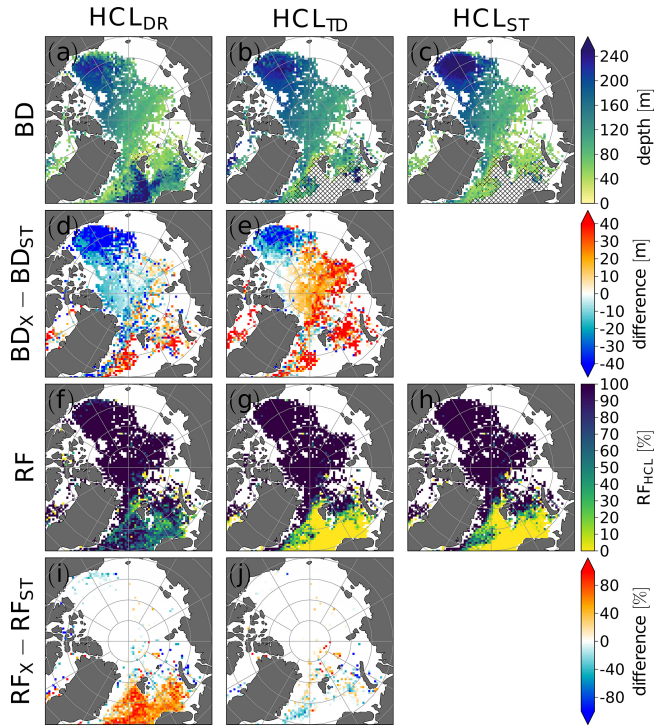 HCL_DR HCL_TD HCL_ST
BD
(a) (b) (c)
240
200
160
120
80
40
0
depth [m]
BD_X − BD_ST
(d) (e)
40
30
20
10
0
-10
-20
-30
-40
difference [m]
RF
(f) (g) (h)
100
90
80
70
60
50
40
30
20
10
0
RF_HCL [%]
RF_X − RF_ST
(i) (j)
80
40
0
-40
-80
difference [%]